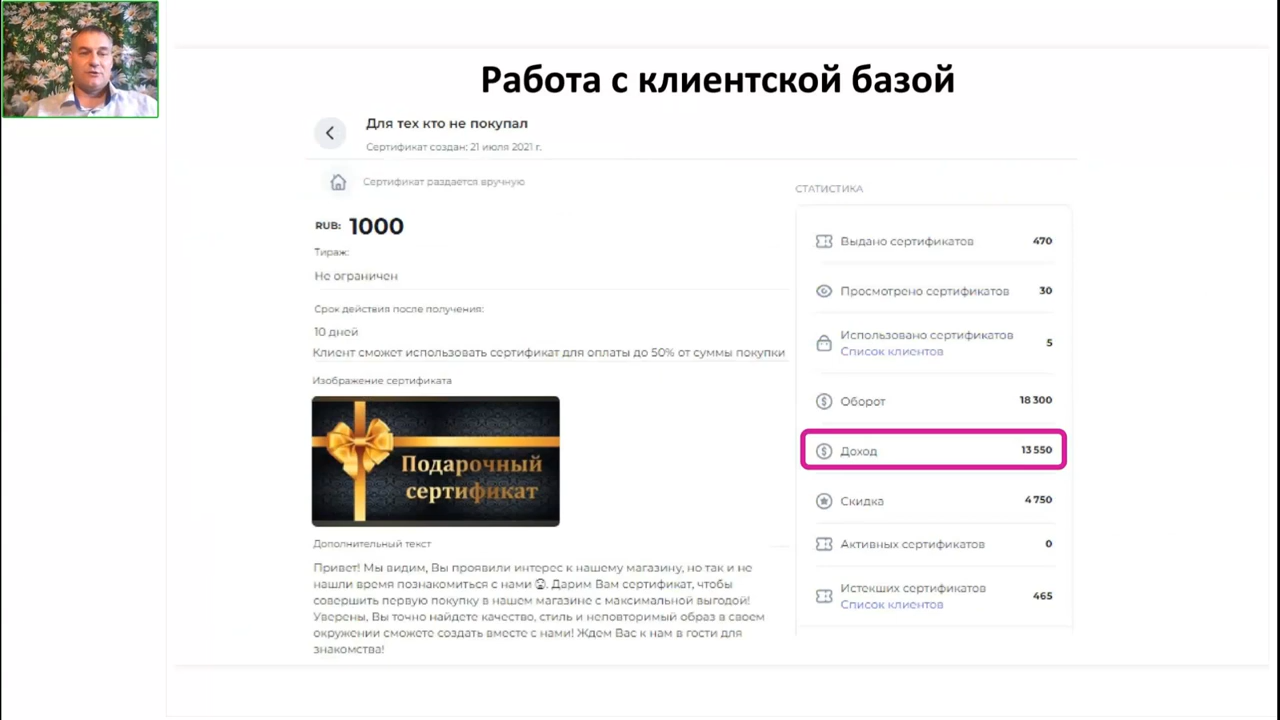 Работа с клиентской базой
Для тех кто не покупал
Сертификат создан: 21 июля 2021 г.
Сертификат раздается вручную
RUB: 1000
Тираж:
Не ограничен
Срок действия после получения:
10 дней
Клиент сможет использовать сертификат для оплаты до 50% от суммы покупки
Изображение сертификата
Подарочный
сертификат
Дополнительный текст
Привет! Мы видим, Вы проявили интерес к нашему магазину, но так и не
нашли время познакомиться с нами 😟. Дарим Вам сертификат, чтобы
совершить первую покупку в нашем магазине с максимальной выгодой!
Уверены, Вы точно найдете качество, стиль и неповторимый образ в своем
окружении сможете создать вместе с нами! Ждем Вас к нам в гости для
знакомства!
СТАТИСТИКА
Выдано сертификатов 470
Просмотрено сертификатов 30
Использовано сертификатов 5
Список клиентов
Оборот 18 300
Доход 13 550
Скидка 4 750
Активных сертификатов 0
Истекших сертификатов 465
Список клиентов